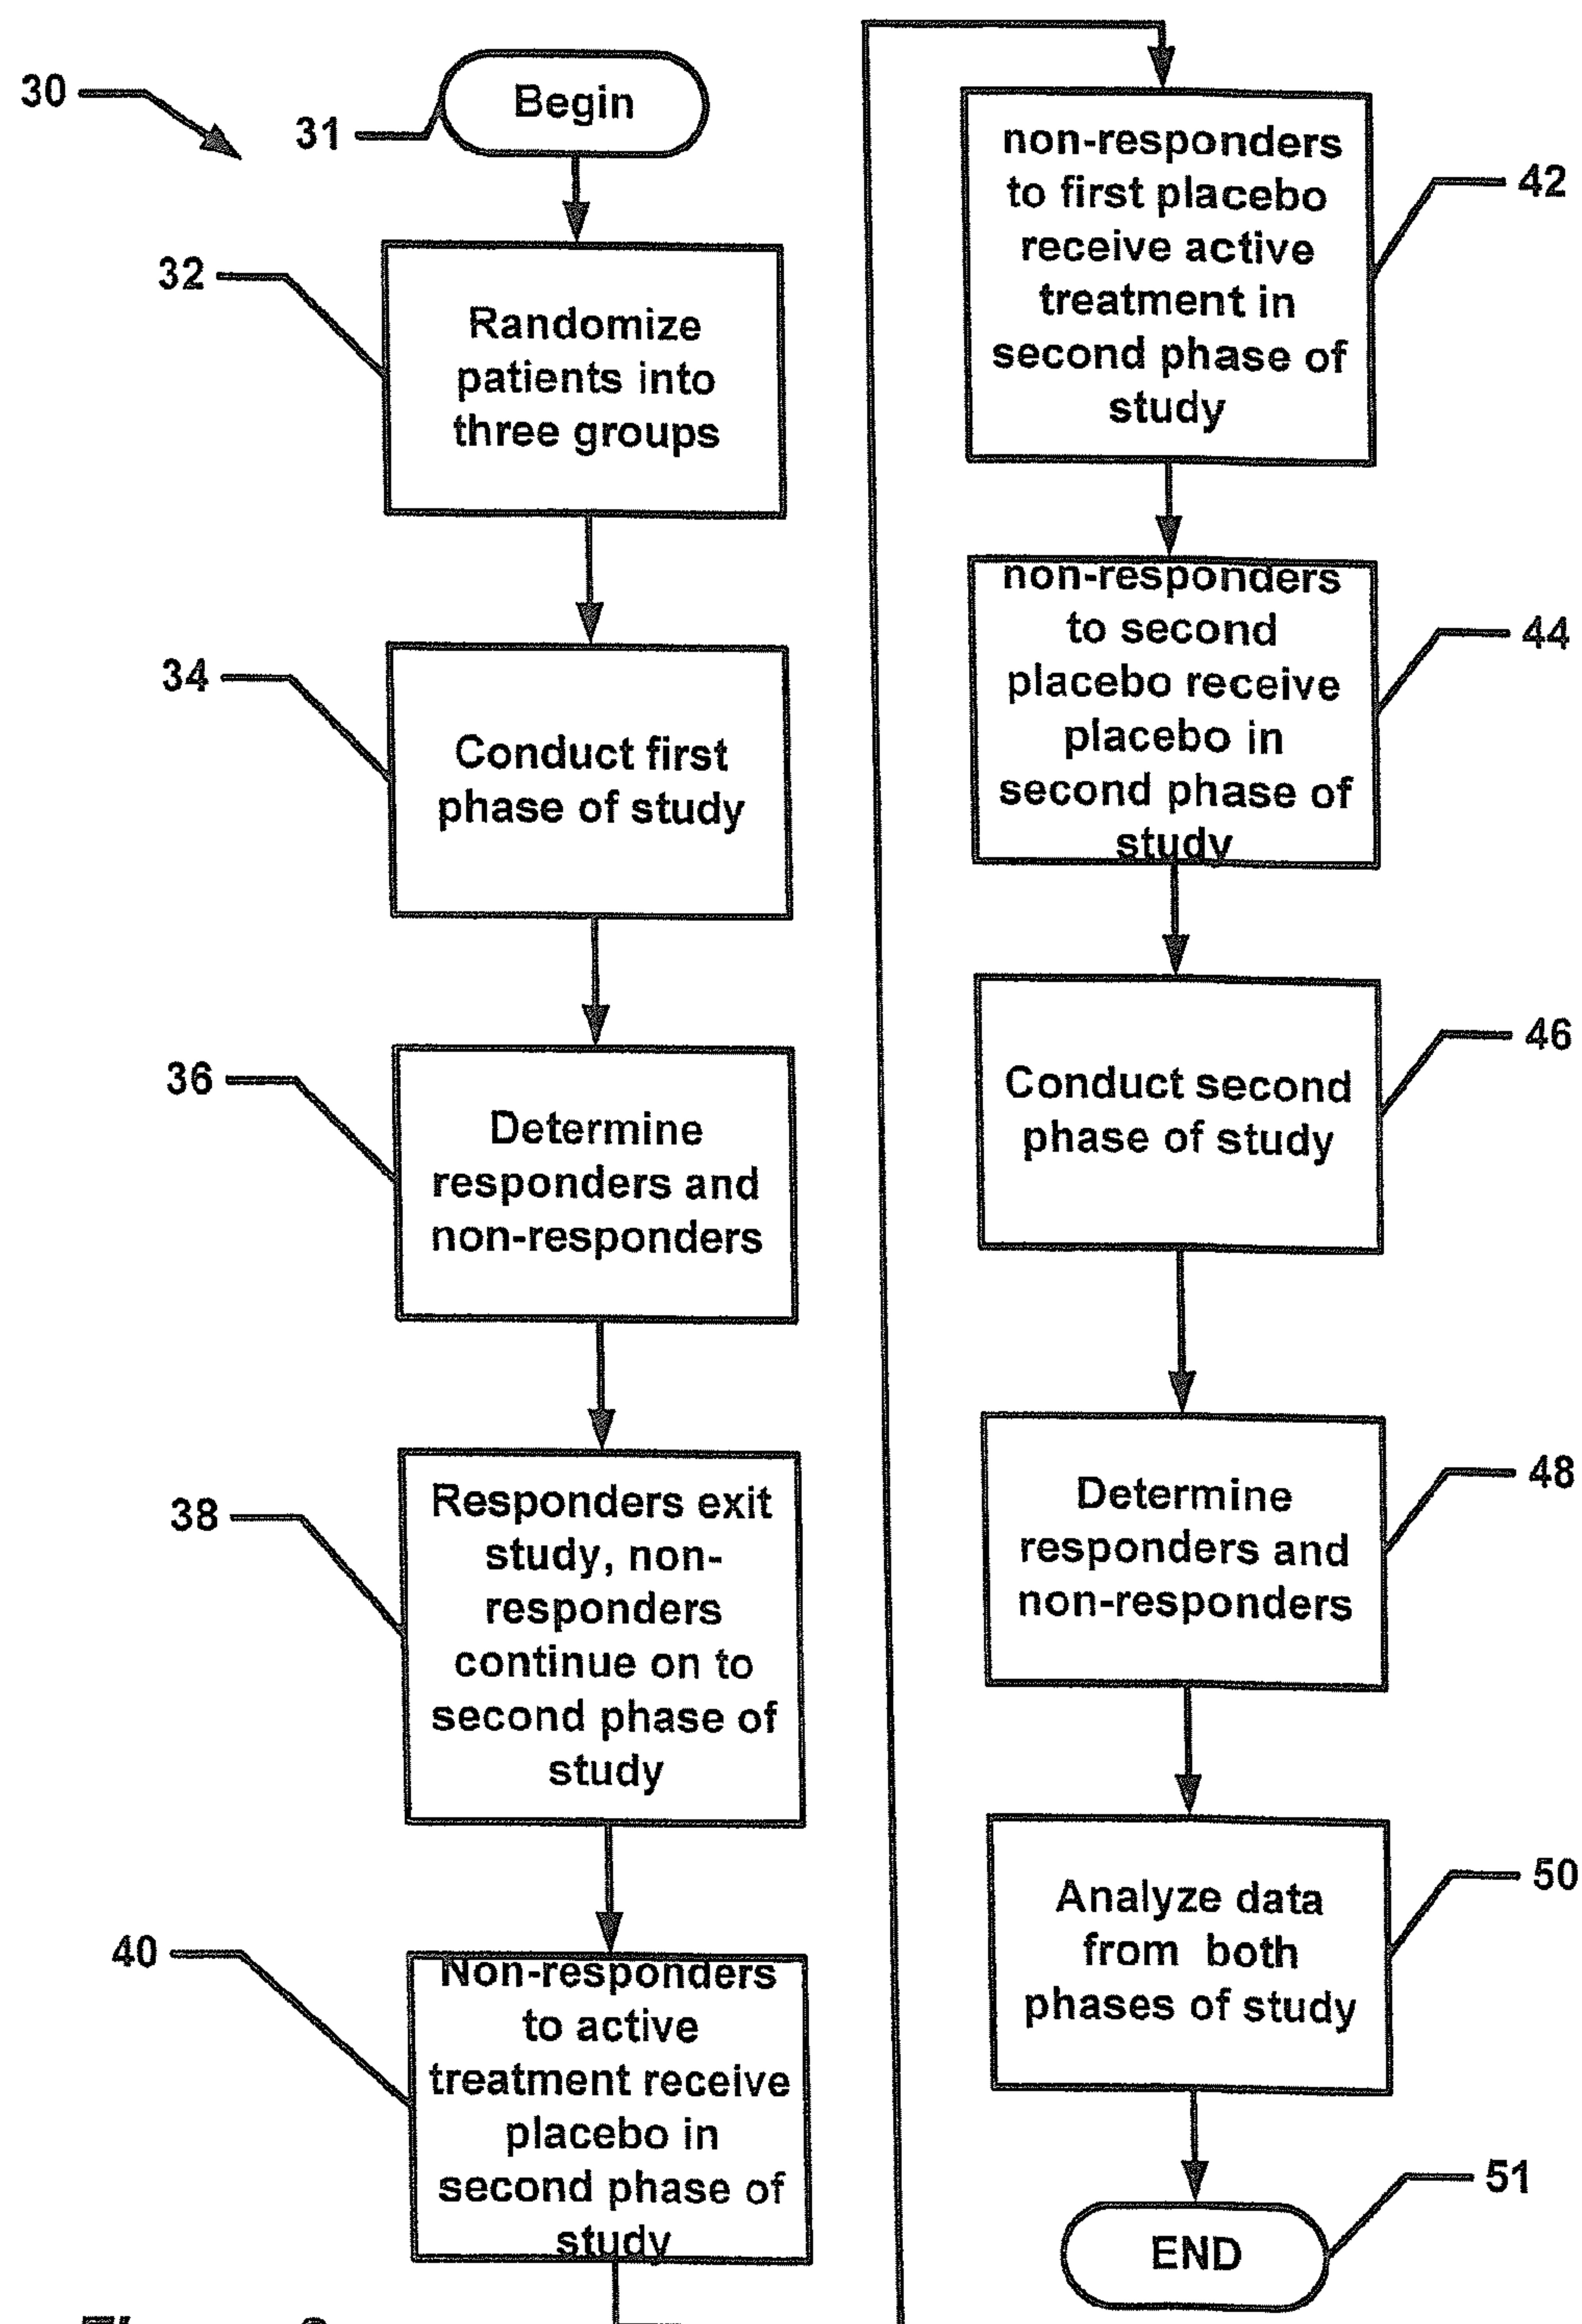 30
31
Begin
32
Randomize
patients into
three groups
34
Conduct first
phase of study
36
Determine
responders and
non-responders
38
Responders exit
study, non-
responders
continue on to
second phase of
study
40
Non-responders
to active
treatment receive
placebo in
second phase of
study
42
non-responders
to first placebo
receive active
treatment in
second phase of
study
44
non-responders
to second
placebo receive
placebo in
second phase of
study
46
Conduct second
phase of study
48
Determine
responders and
non-responders
50
Analyze data
from both
phases of study
51
END